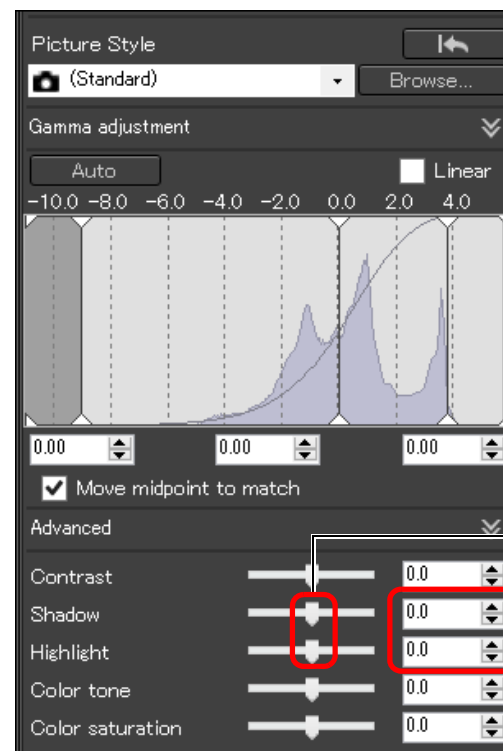 Picture Style
(Standard)
Browse...
Gamma adjustment
Auto
Linear
-10.0 -8.0 -6.0 -4.0 -2.0 0.0 2.0 4.0
0.00 0.00 0.00
Move midpoint to match
Advanced
Contrast 0.0
Shadow 0.0
Highlight 0.0
Color tone 0.0
Color saturation 0.0